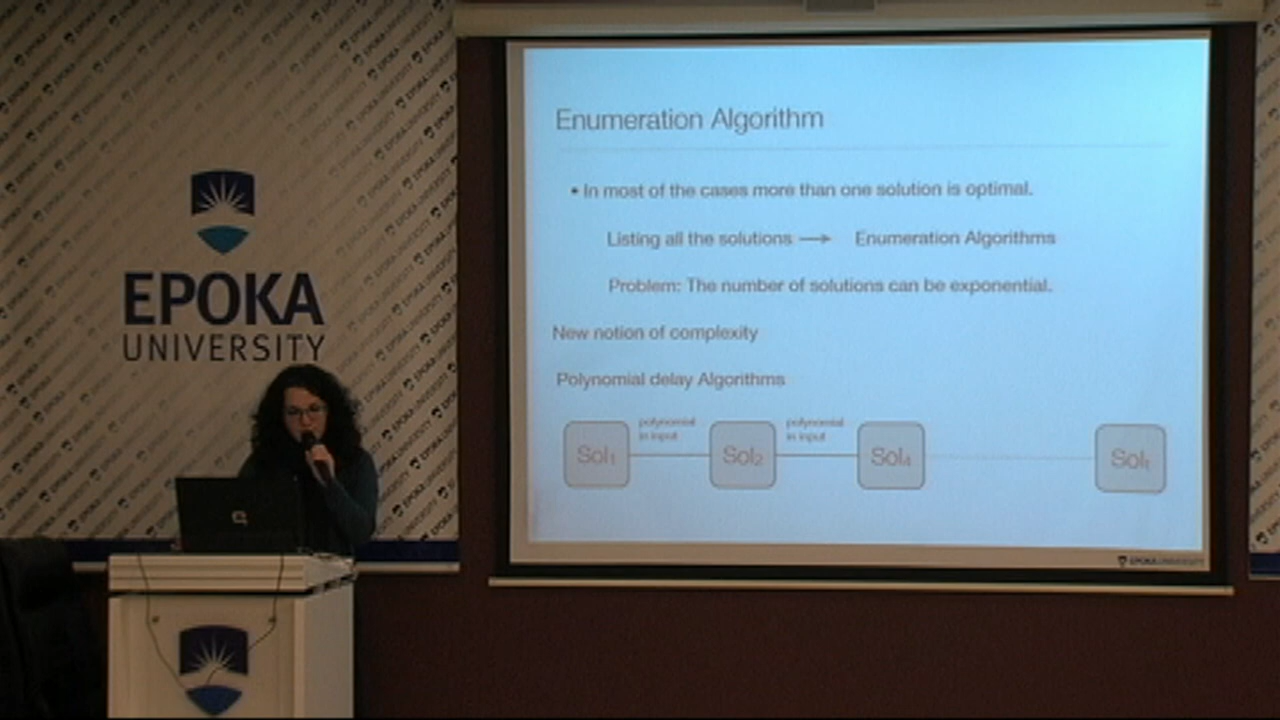 EPOKA
UNIVERSITY
Enumeration Algorithm
• In most of the cases more than one solution is optimal.
Listing all the solutions → Enumeration Algorithms
Problem: The number of solutions can be exponential.
New notion of complexity
Polynomial delay Algorithms
polynomial
in input
polynomial
in input
Sol₁ Sol₂ Sol₄ Solₜ
EPOKA UNIVERSITY